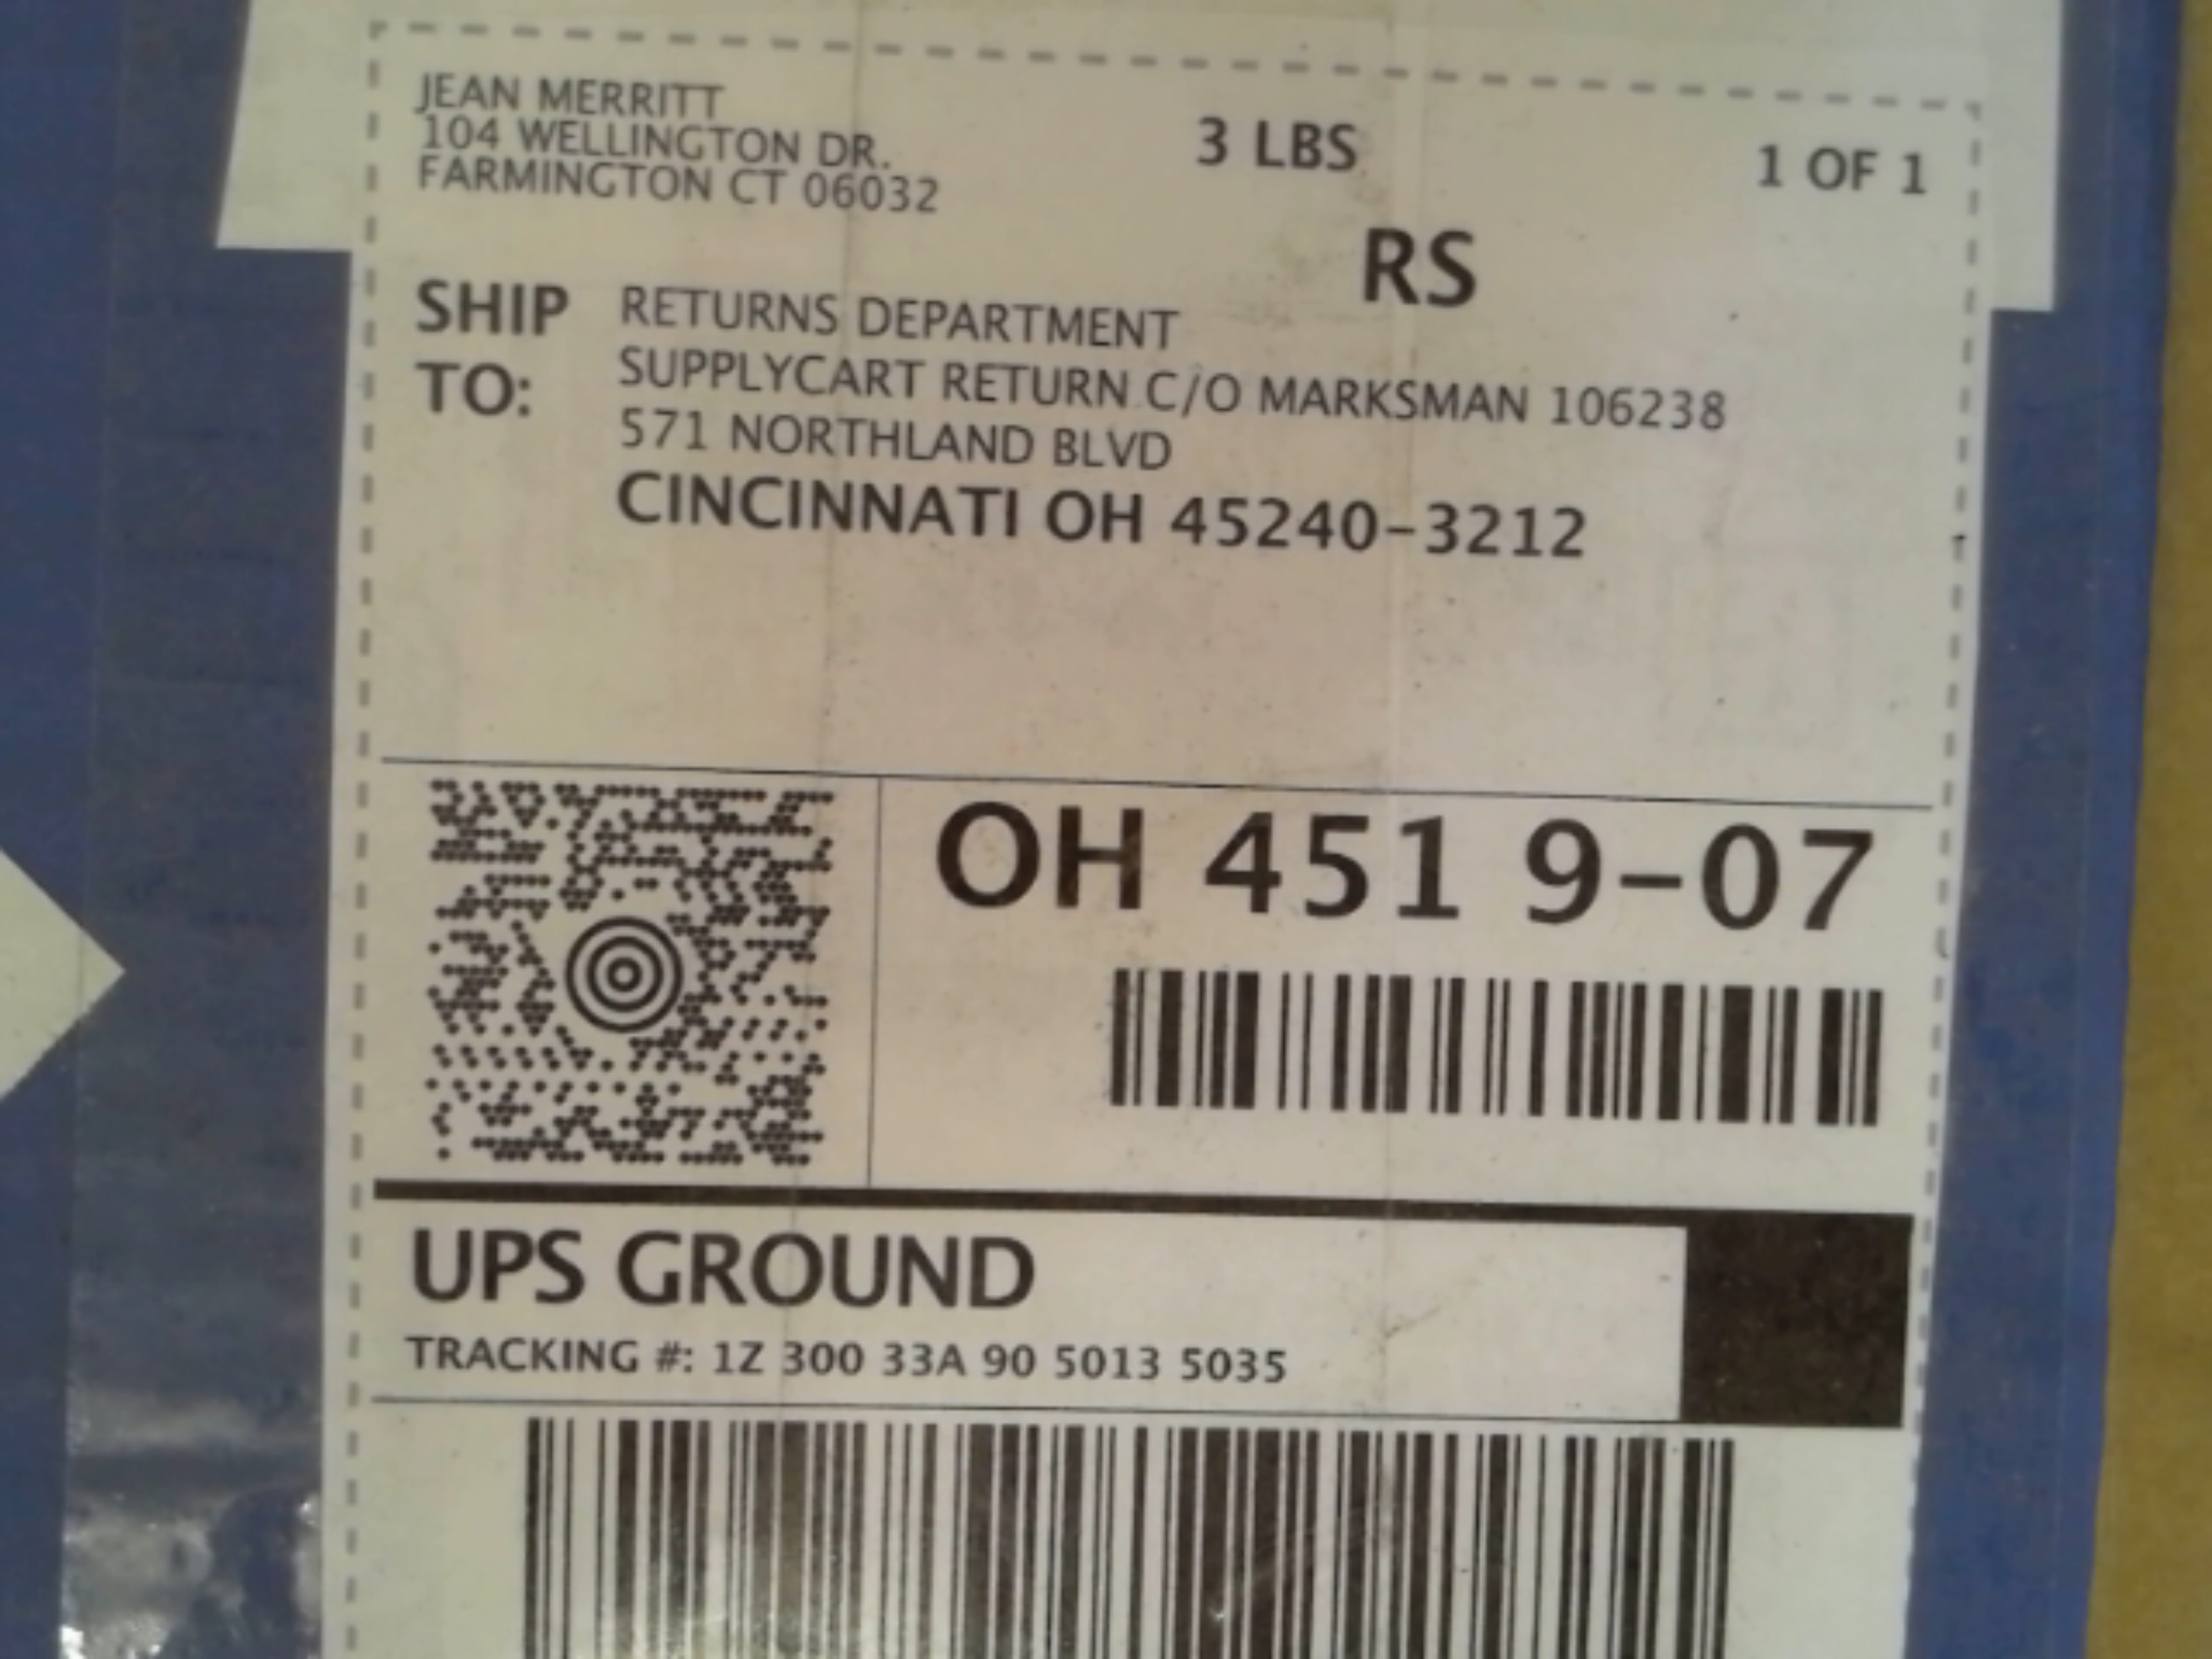 JEAN MERRITT
104 WELLINGTON DR.
FARMINGTON CT 06032
3 LBS
1 OF 1
RS
SHIP TO:
RETURNS DEPARTMENT
SUPPLYCART RETURN C/O MARKSMAN 106238
571 NORTHLAND BLVD
CINCINNATI OH 45240-3212
OH 451 9-07
UPS GROUND
TRACKING #: 1Z 300 33A 90 5013 5035